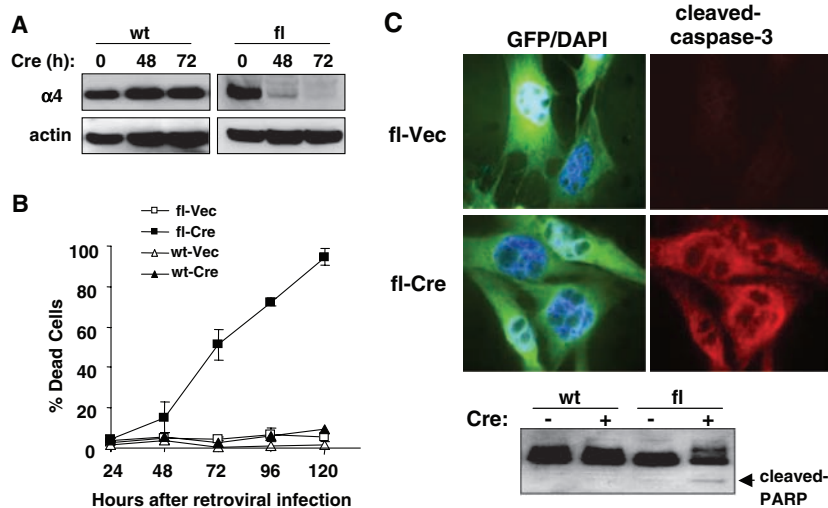 A
wt fl
Cre (h): 0 48 72 0 48 72
α4
actin
B
fl-Vec
fl-Cre
wt-Vec
wt-Cre
% Dead Cells
100
80
60
40
20
0
24 48 72 96 120
Hours after retroviral infection
C
GFP/DAPI
cleaved-
caspase-3
fl-Vec
fl-Cre
wt fl
Cre: - + - +
cleaved-
PARP